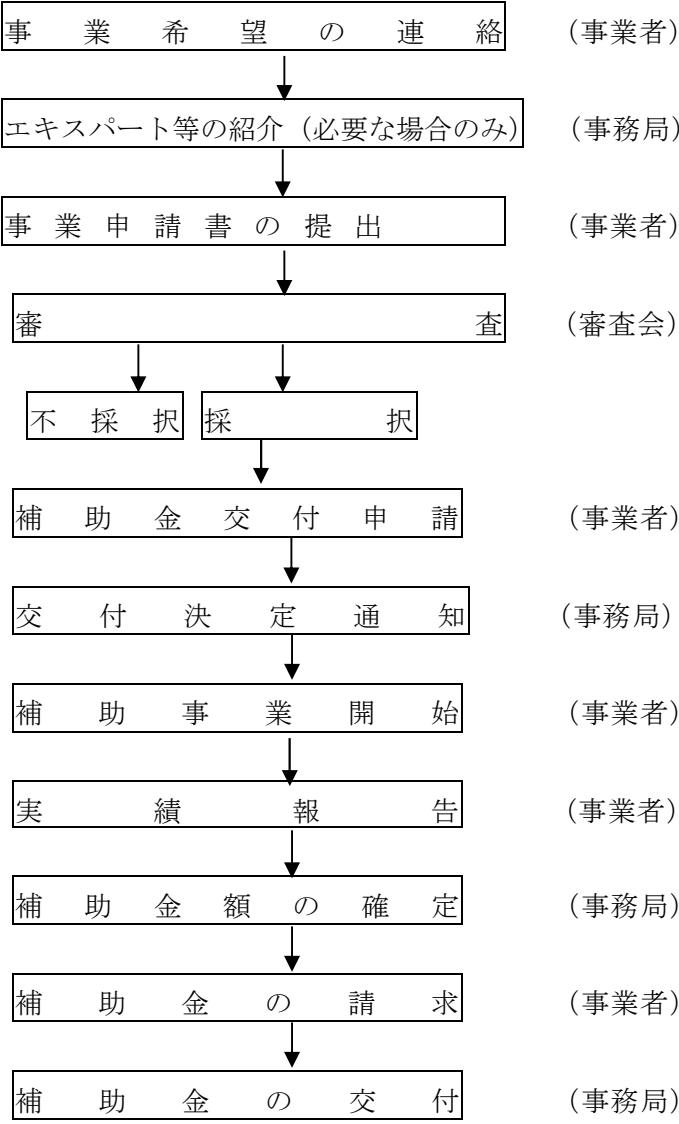 事業希望の連絡 （事業者）
エキスパート等の紹介（必要な場合のみ） （事務局）
事業申請書の提出 （事業者）
審査 （審査会）
不採択 採択
補助金交付申請 （事業者）
交付決定通知 （事務局）
補助事業開始 （事業者）
実績報告 （事業者）
補助金額の確定 （事務局）
補助金の請求 （事業者）
補助金の交付 （事務局）